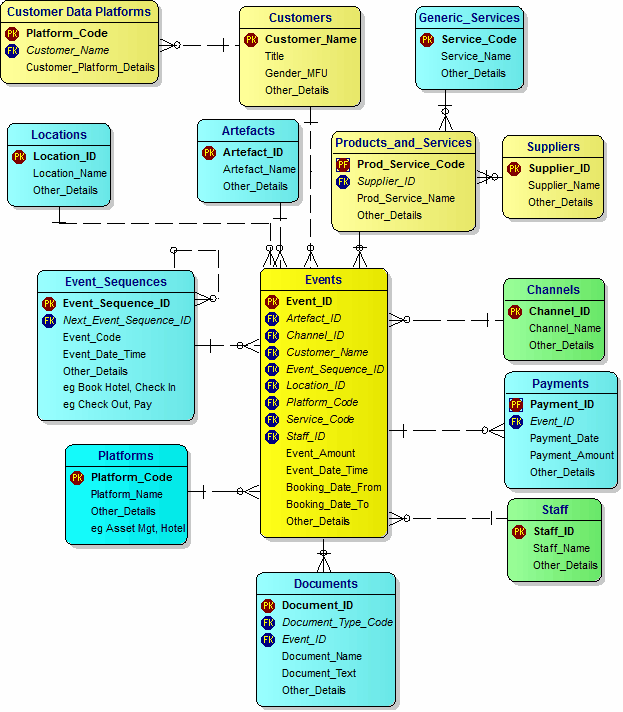 Customer Data Platforms
PK Platform_Code
FK Customer_Name
Customer_Platform_Details
Customers
PK Customer_Name
Title
Gender_MFU
Other_Details
Generic_Services
PK Service_Code
Service_Name
Other_Details
Locations
PK Location_ID
Location_Name
Other_Details
Artefacts
PK Artefact_ID
Artefact_Name
Other_Details
Products_and_Services
PF Prod_Service_Code
FK Supplier_ID
Prod_Service_Name
Other_Details
Suppliers
PK Supplier_ID
Supplier_Name
Other_Details
Event_Sequences
PK Event_Sequence_ID
FK Next_Event_Sequence_ID
Event_Code
Event_Date_Time
Other_Details
eg Book Hotel, Check In
eg Check Out, Pay
Events
PK Event_ID
FK Artefact_ID
FK Channel_ID
FK Customer_Name
FK Event_Sequence_ID
FK Location_ID
FK Platform_Code
FK Service_Code
FK Staff_ID
Event_Amount
Event_Date_Time
Booking_Date_From
Booking_Date_To
Other_Details
Channels
PK Channel_ID
Channel_Name
Other_Details
Payments
PF Payment_ID
FK Event_ID
Payment_Date
Payment_Amount
Other_Details
Platforms
PK Platform_Code
Platform_Name
Other_Details
eg Asset Mgt, Hotel
Staff
PK Staff_ID
Staff_Name
Other_Details
Documents
PK Document_ID
FK Document_Type_Code
FK Event_ID
Document_Name
Document_Text
Other_Details